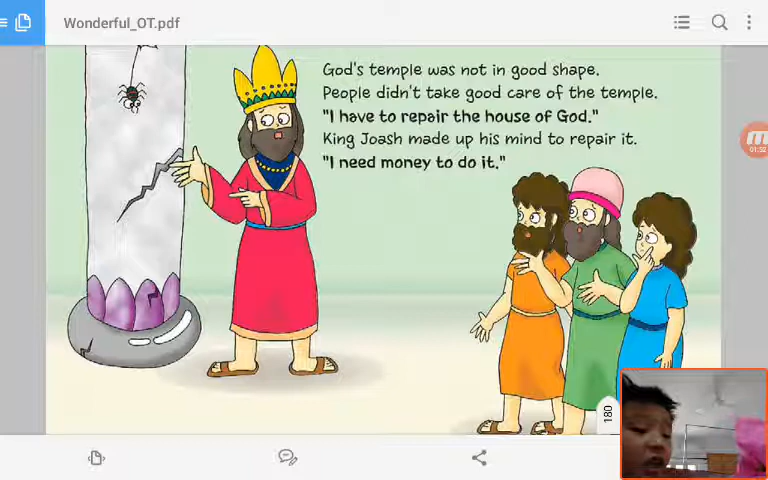 Wonderful_OT.pdf
God's temple was not in good shape.
People didn't take good care of the temple.
"I have to repair the house of God."
King Joash made up his mind to repair it.
"I need money to do it."
01:52
180